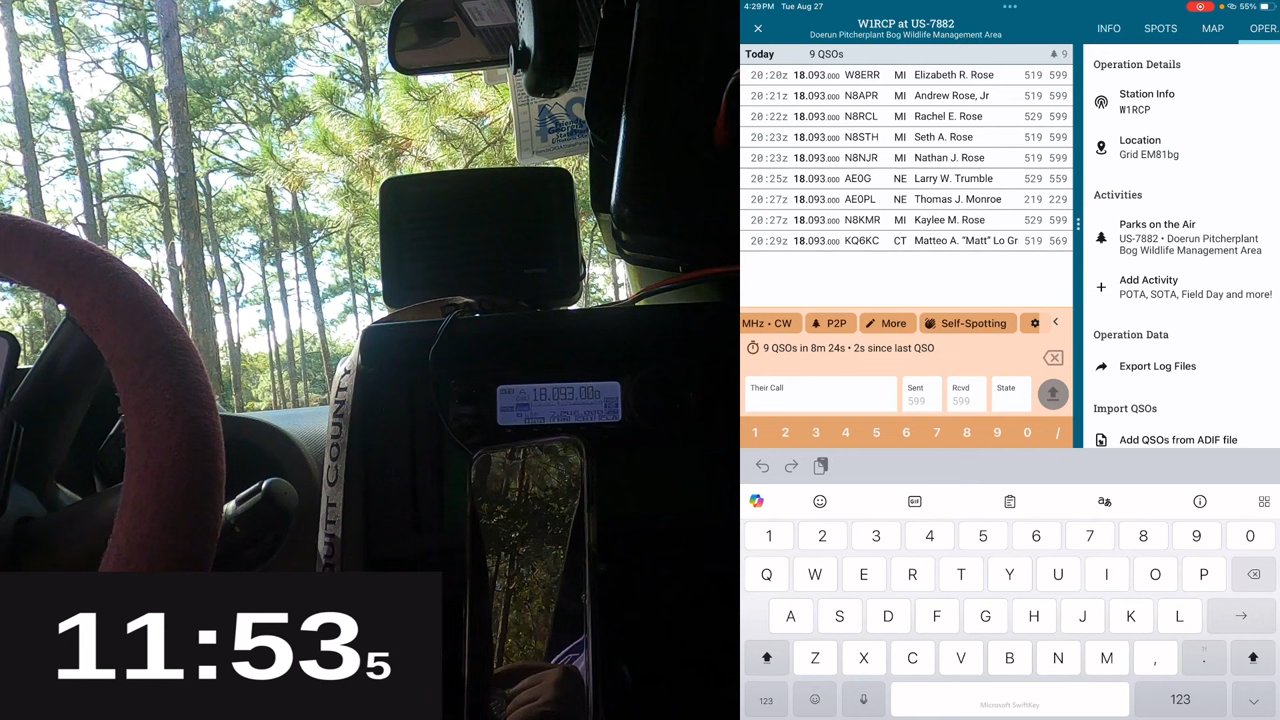 4:29 PM Tue Aug 27
55%
W1RCP at US-7882
Doerun Pitcherplant Bog Wildlife Management Area
INFO SPOTS MAP OPER.
Today 9 QSOs 9
20:20z 18.093.000 W8ERR MI Elizabeth R. Rose 519 599
20:21z 18.093.000 N8APR MI Andrew Rose, Jr 519 599
20:22z 18.093.000 N8RCL MI Rachel E. Rose 529 599
20:23z 18.093.000 N8STH MI Seth A. Rose 519 599
20:23z 18.093.000 N8NJR MI Nathan J. Rose 519 599
20:25z 18.093.000 AE0G NE Larry W. Trumble 529 559
20:27z 18.093.000 AE0PL NE Thomas J. Monroe 219 229
20:27z 18.093.000 N8KMR MI Kaylee M. Rose 529 599
20:29z 18.093.000 KQ6KC CT Matteo A. “Matt” Lo Gr 519 569
MHz • CW P2P More Self-Spotting
9 QSOs in 8m 24s • 2s since last QSO
Their Call
Sent
599
Rcvd
599
State
1 2 3 4 5 6 7 8 9 0 /
Operation Details
Station Info
W1RCP
Location
Grid EM81bg
Activities
Parks on the Air
US-7882 • Doerun Pitcherplant
Bog Wildlife Management Area
Add Activity
POTA, SOTA, Field Day and more!
Operation Data
Export Log Files
Import QSOs
Add QSOs from ADIF file
GIF
1 2 3 4 5 6 7 8 9 0
Q W E R T Y U I O P
A S D F G H J K L
Z X C V B N M , .
123 Microsoft SwiftKey 123
Georgia
18.093.00
COUNTY
11:53 5